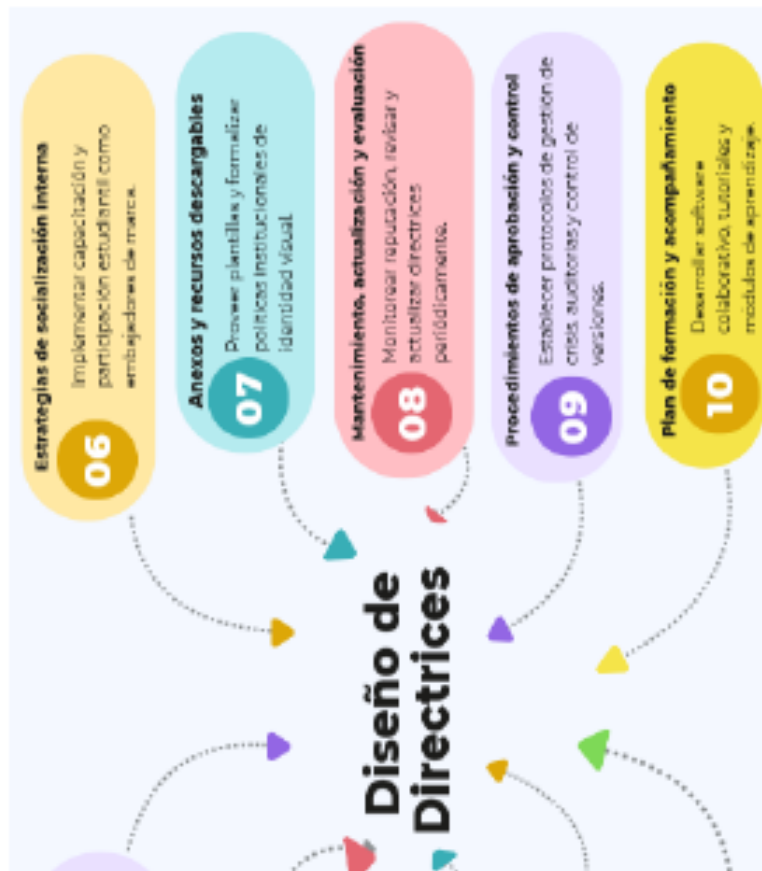 Diseño de
Directrices
06
Estrategias de socialización interna
Implementar capacitación y
participación estudiantil como
embajadores de marca.
07
Anexos y recursos descargables
Proveer plantillas y formalizar
políticas institucionales de
identidad visual.
08
Mantenimiento, actualización y evaluación
Monitorear reputación, revisar y
actualizar directrices
periódicamente.
09
Procedimientos de aprobación y control
Establecer protocolos de gestión de
crisis, auditorías y control de
versiones.
10
Plan de formación y acompañamiento
Desarrollar software
colaborativo, tutoriales y
módulos de aprendizaje.